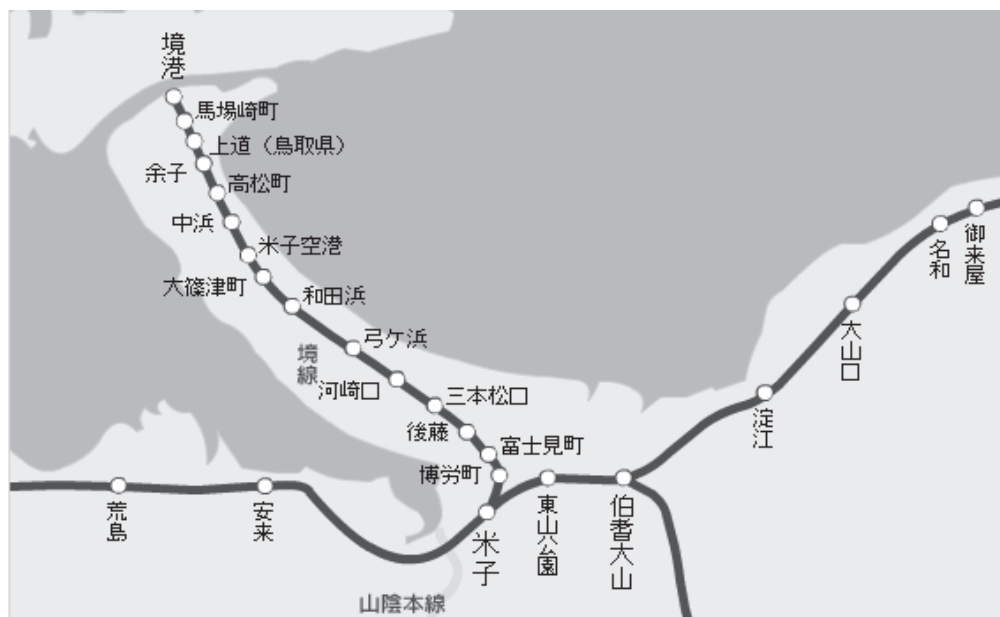 境港
馬場崎町
上道（鳥取県）
余子
高松町
中浜
米子空港
大篠津町
和田浜
弓ケ浜
境線
河崎口
三本松口
後藤
富士見町
博労町
米子
東山公園
伯耆大山
淀江
大山口
名和
御来屋
安来
荒島
山陰本線